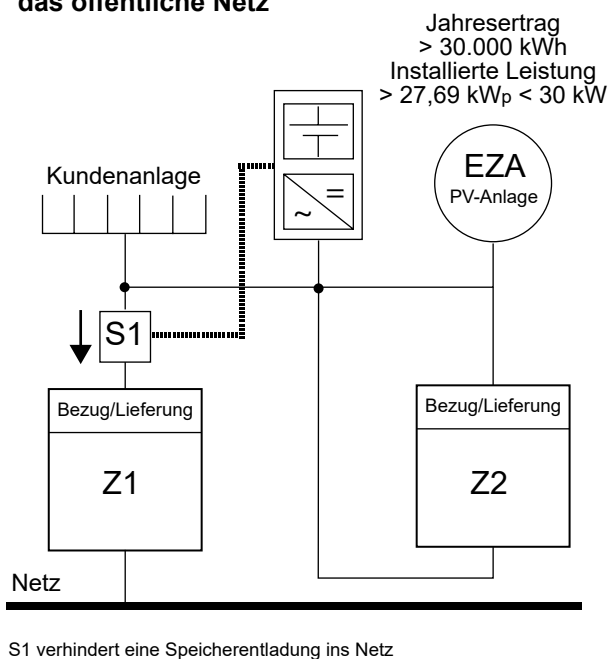 das öffentliche Netz
Jahresertrag
> 30.000 kWh
Installierte Leistung
> 27,69 kWp < 30 kW
Kundenanlage
=
~
EZA
PV-Anlage
S1
Bezug/Lieferung
Z1
Bezug/Lieferung
Z2
Netz
S1 verhindert eine Speicherentladung ins Netz